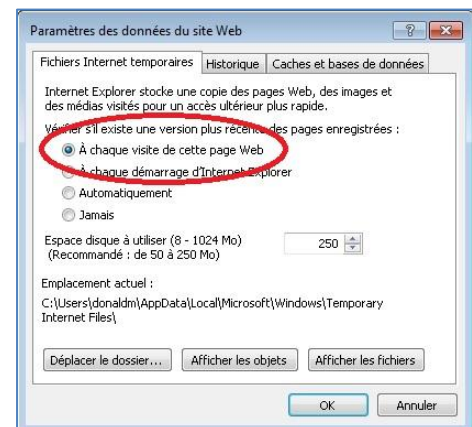 Paramètres des données du site Web
Fichiers Internet temporaires Historique Caches et bases de données
Internet Explorer stocke une copie des pages Web, des images et
des médias visités pour un accès ultérieur plus rapide.
Vérifier s'il existe une version plus récente des pages enregistrées :
À chaque visite de cette page Web
À chaque démarrage d'Internet Explorer
Automatiquement
Jamais
Espace disque à utiliser (8 - 1024 Mo) 250
(Recommandé : de 50 à 250 Mo)
Emplacement actuel :
C:\Users\donaldm\AppData\Local\Microsoft\Windows\Temporary
Internet Files\
Déplacer le dossier... Afficher les objets Afficher les fichiers
OK Annuler